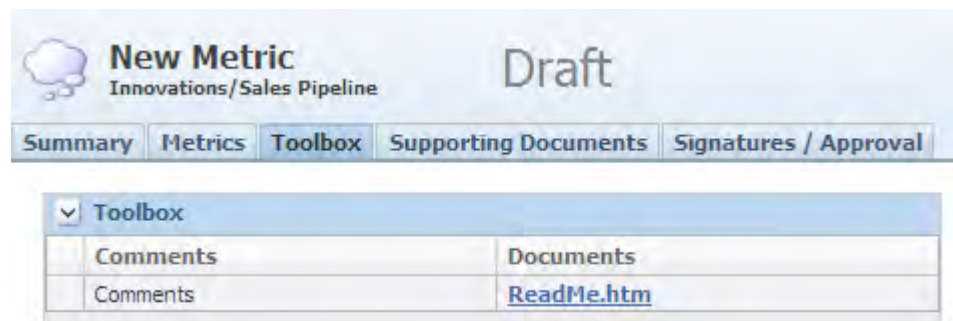 New Metric
Draft
Innovations/Sales Pipeline
Summary Metrics Toolbox Supporting Documents Signatures / Approval
Toolbox
Comments Documents
Comments ReadMe.htm